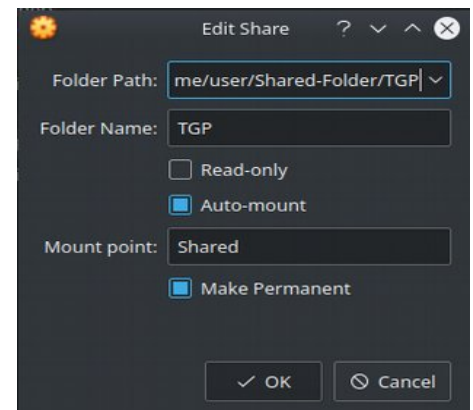 Edit Share ?
Folder Path: me/user/Shared-Folder/TGP
Folder Name: TGP
Read-only
Auto-mount
Mount point: Shared
Make Permanent
OK Cancel